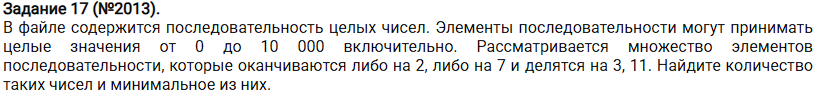 Задание 17 (№2013).
В файле содержится последовательность целых чисел. Элементы последовательности могут принимать
целые значения от 0 до 10 000 включительно. Рассматривается множество элементов
последовательности, которые оканчиваются либо на 2, либо на 7 и делятся на 3, 11. Найдите количество
таких чисел и минимальное из них.